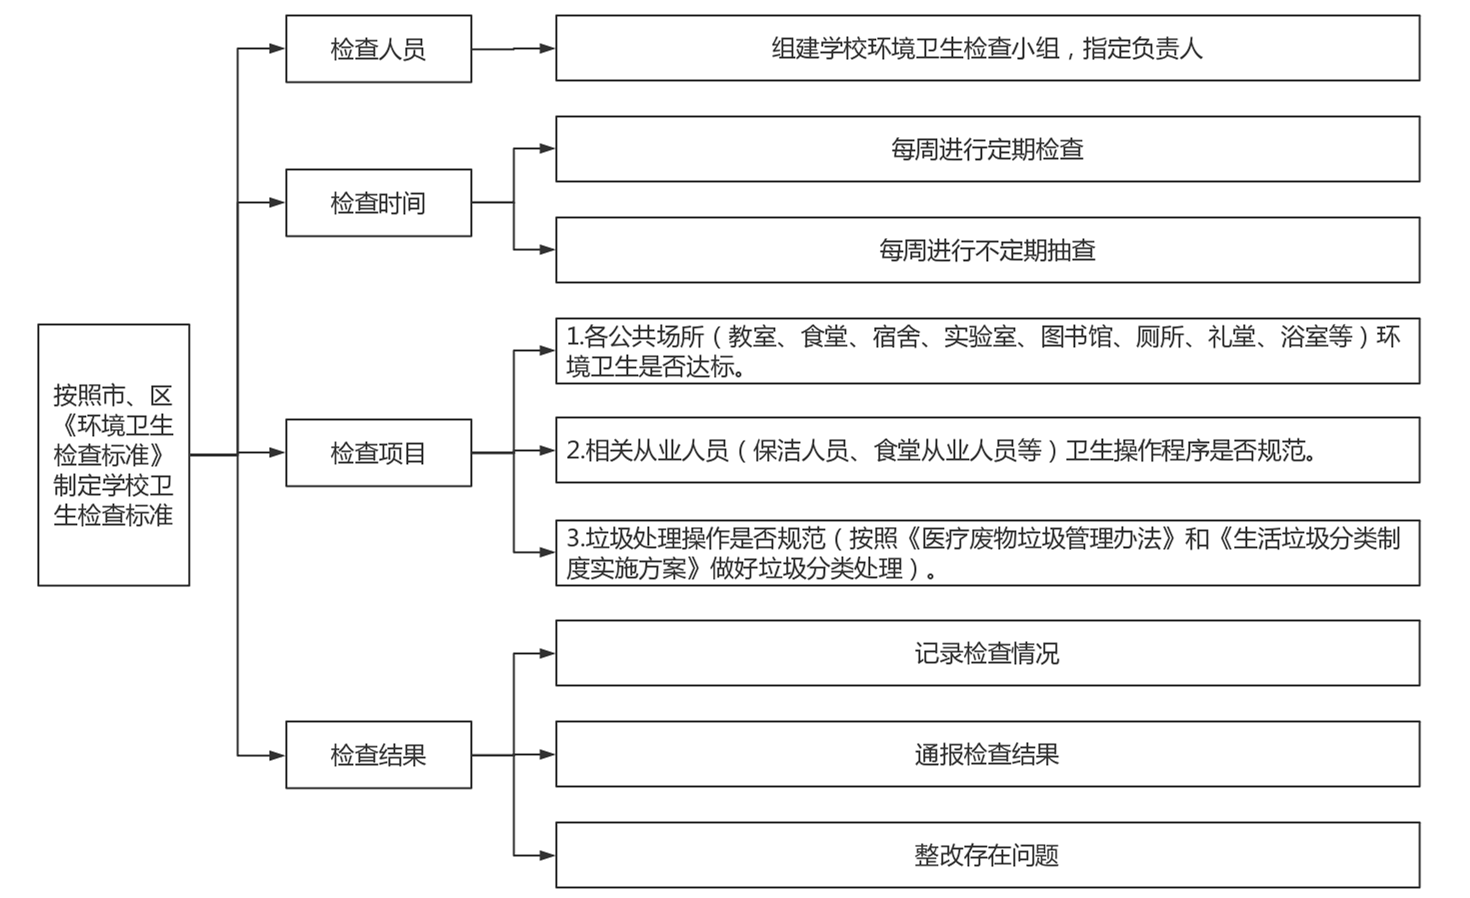 检查人员
组建学校环境卫生检查小组，指定负责人
每周进行定期检查
检查时间
每周进行不定期抽查
按照市、区
《环境卫生
检查标准》
制定学校卫
生检查标准
1.各公共场所（教室、食堂、宿舍、实验室、图书馆、厕所、礼堂、浴室等）环
境卫生是否达标。
检查项目
2.相关从业人员（保洁人员、食堂从业人员等）卫生操作程序是否规范。
3.垃圾处理操作是否规范（按照《医疗废物垃圾管理办法》和《生活垃圾分类制
度实施方案》做好垃圾分类处理）。
记录检查情况
检查结果
通报检查结果
整改存在问题